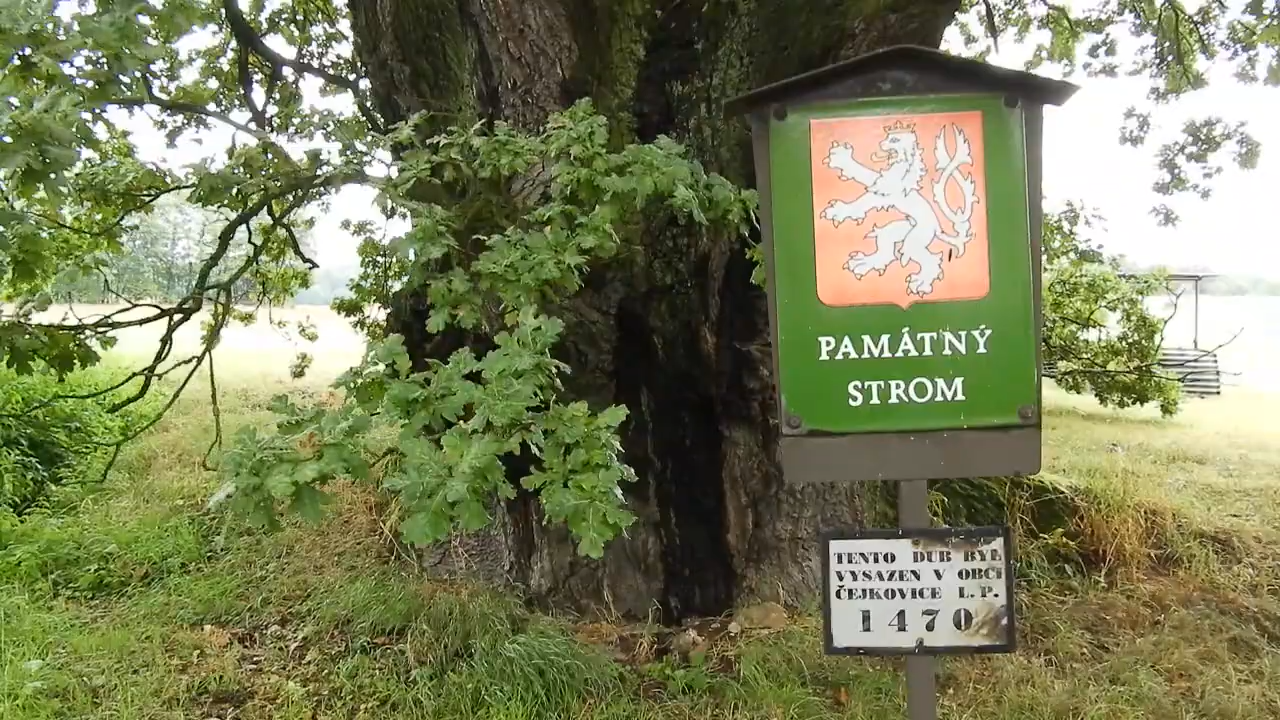 PAMÁTNÝ
STROM
TENTO DUB BYL
VYSAZEN V OBCI
ČEJKOVICE L.P.
1470